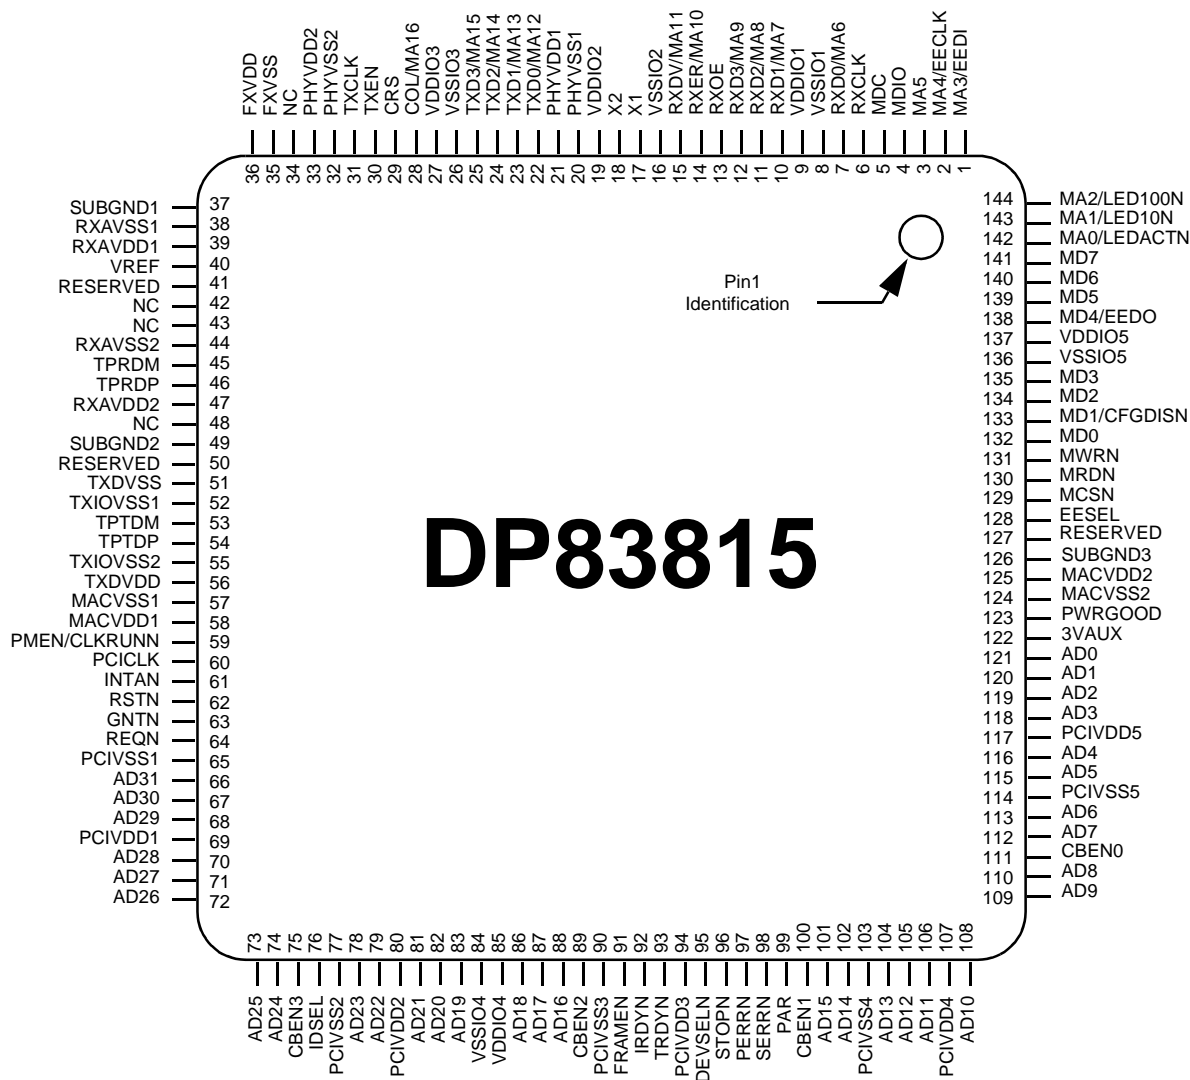 FXVDD
FXVSS
NC
PHYVDD2
PHYVSS2
TXCLK
TXEN
CRS
COL/MA16
VDDIO3
VSSIO3
TXD3/MA15
TXD2/MA14
TXD1/MA13
TXD0/MA12
PHYVDD1
PHYVSS1
VDDIO2
X2
X1
VSSIO2
RXDV/MA11
RXER/MA10
RXOE
RXD3/MA9
RXD2/MA8
RXD1/MA7
VDDIO1
VSSIO1
RXD0/MA6
RXCLK
MDC
MDIO
MA5
MA4/EECLK
MA3/EEDI
36
35
34
33
32
31
30
29
28
27
26
25
24
23
22
21
20
19
18
17
16
15
14
13
12
11
10
9
8
7
6
5
4
3
2
1
SUBGND1 37
RXAVSS1 38
RXAVDD1 39
VREF 40
RESERVED 41
NC 42
NC 43
RXAVSS2 44
TPRDM 45
TPRDP 46
RXAVDD2 47
NC 48
SUBGND2 49
RESERVED 50
TXDVSS 51
TXIOVSS1 52
TPTDM 53
TPTDP 54
TXIOVSS2 55
TXDVDD 56
MACVSS1 57
MACVDD1 58
PMEN/CLKRUNN 59
PCICLK 60
INTAN 61
RSTN 62
GNTN 63
REQN 64
PCIVSS1 65
AD31 66
AD30 67
AD29 68
PCIVDD1 69
AD28 70
AD27 71
AD26 72
Pin1
Identification
DP83815
144 MA2/LED100N
143 MA1/LED10N
142 MA0/LEDACTN
141 MD7
140 MD6
139 MD5
138 MD4/EEDO
137 VDDIO5
136 VSSIO5
135 MD3
134 MD2
133 MD1/CFGDISN
132 MD0
131 MWRN
130 MRDN
129 MCSN
128 EESEL
127 RESERVED
126 SUBGND3
125 MACVDD2
124 MACVSS2
123 PWRGOOD
122 3VAUX
121 AD0
120 AD1
119 AD2
118 AD3
117 PCIVDD5
116 AD4
115 AD5
114 PCIVSS5
113 AD6
112 AD7
111 CBEN0
110 AD8
109 AD9
73
74
75
76
77
78
79
80
81
82
83
84
85
86
87
88
89
90
91
92
93
94
95
96
97
98
99
100
101
102
103
104
105
106
107
108
AD25
AD24
CBEN3
IDSEL
PCIVSS2
AD23
AD22
PCIVDD2
AD21
AD20
AD19
VSSIO4
VDDIO4
AD18
AD17
AD16
CBEN2
PCIVSS3
FRAMEN
IRDYN
TRDYN
PCIVDD3
DEVSELN
STOPN
PERRN
SERRN
PAR
CBEN1
AD15
AD14
PCIVSS4
AD13
AD12
AD11
PCIVDD4
AD10